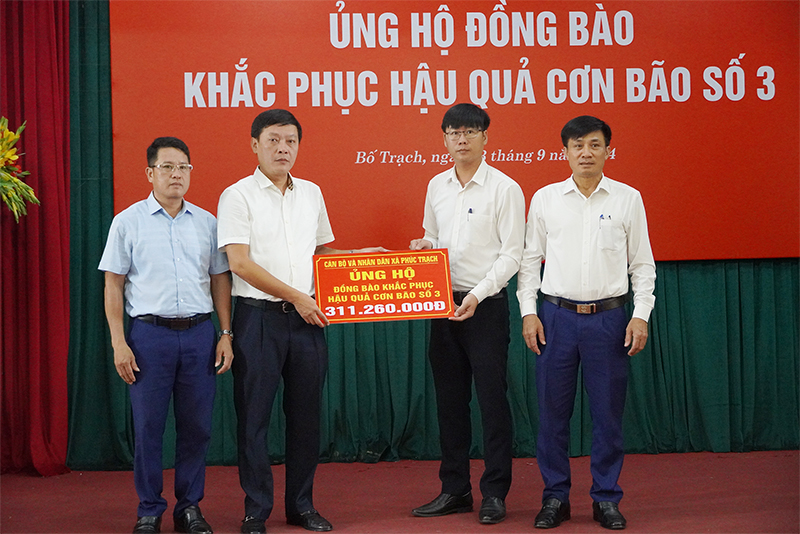 ỦNG HỘ ĐỒNG BÀO
KHẮC PHỤC HẬU QUẢ CƠN BÃO SỐ 3
Bố Trạch, tháng 9
CÁN BỘ VÀ NHÂN DÂN XÃ PHÚC TRẠCH
ỦNG HỘ
ĐỒNG BÀO KHẮC PHỤC
HẬU QUẢ CƠN BÃO SỐ 3
311.260.000Đ